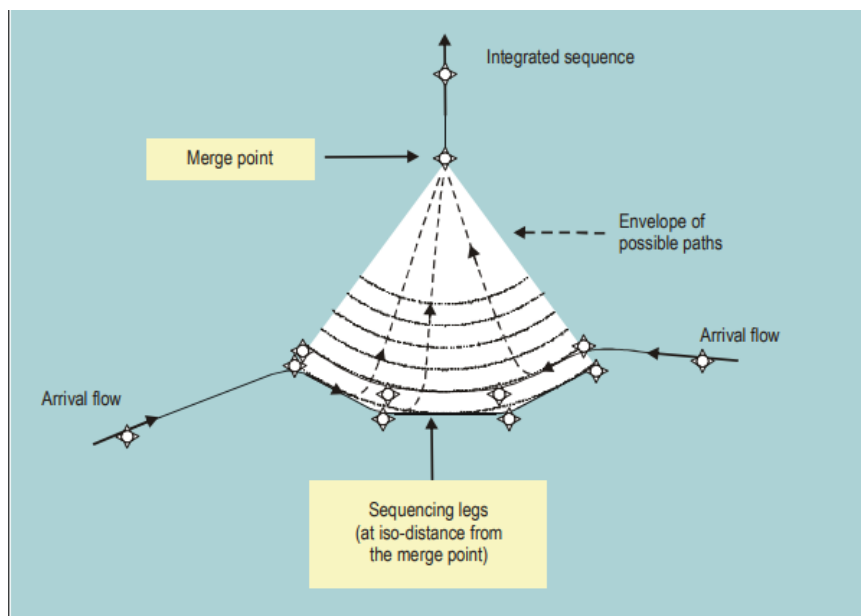 Integrated sequence
Merge point
Envelope of
possible paths
Arrival flow
Arrival flow
Sequencing legs
(at iso-distance from
the merge point)